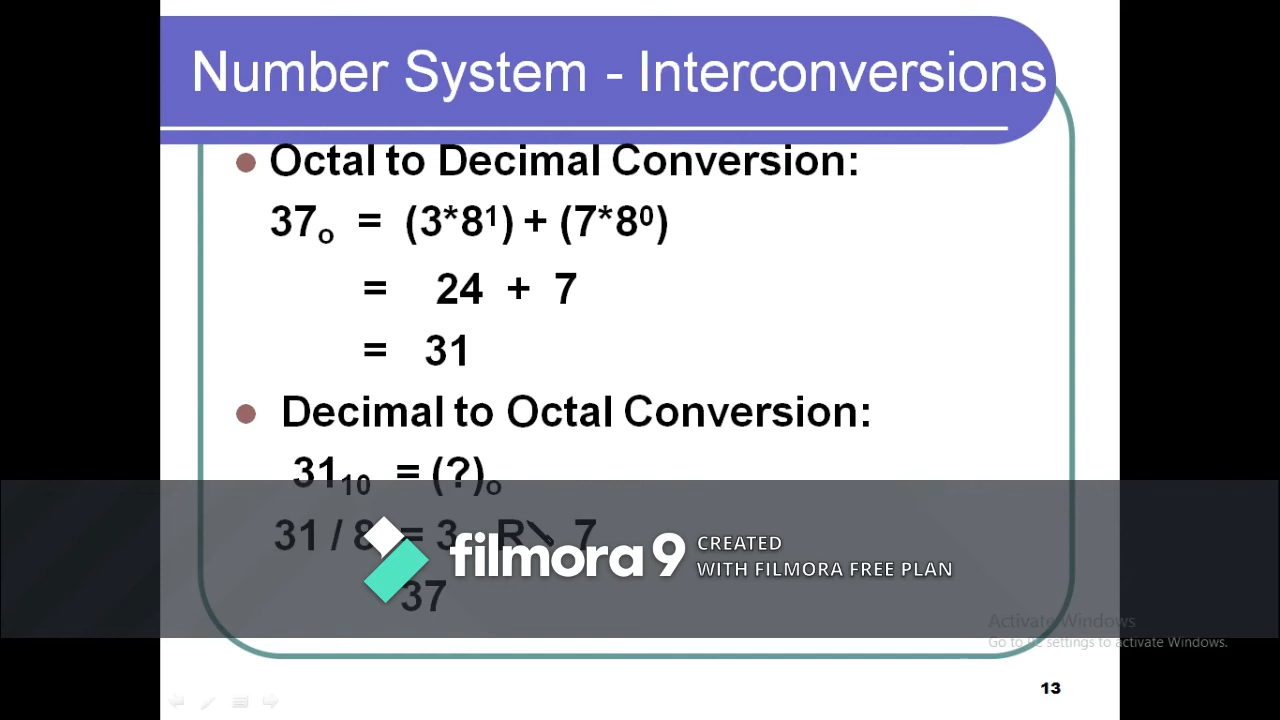 Number System - Interconversions
Octal to Decimal Conversion:
37o = (3*8¹) + (7*8⁰)
= 24 + 7
= 31
Decimal to Octal Conversion:
31₁₀ = (?)o
31 / 8 = 3 R 7
37
filmora 9
CREATED
WITH FILMORA FREE PLAN
Activate Windows
Go to PC settings to activate Windows.
13